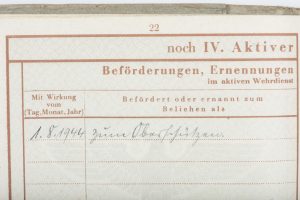 22
noch IV. Aktiver
Beförderungen, Ernennungen
im aktiven Wehrdienst
Mit Wirkung
vom
(Tag, Monat, Jahr)
Befördert oder ernannt zum
Beliehen als
1.8.1944 zum Oberschützen.